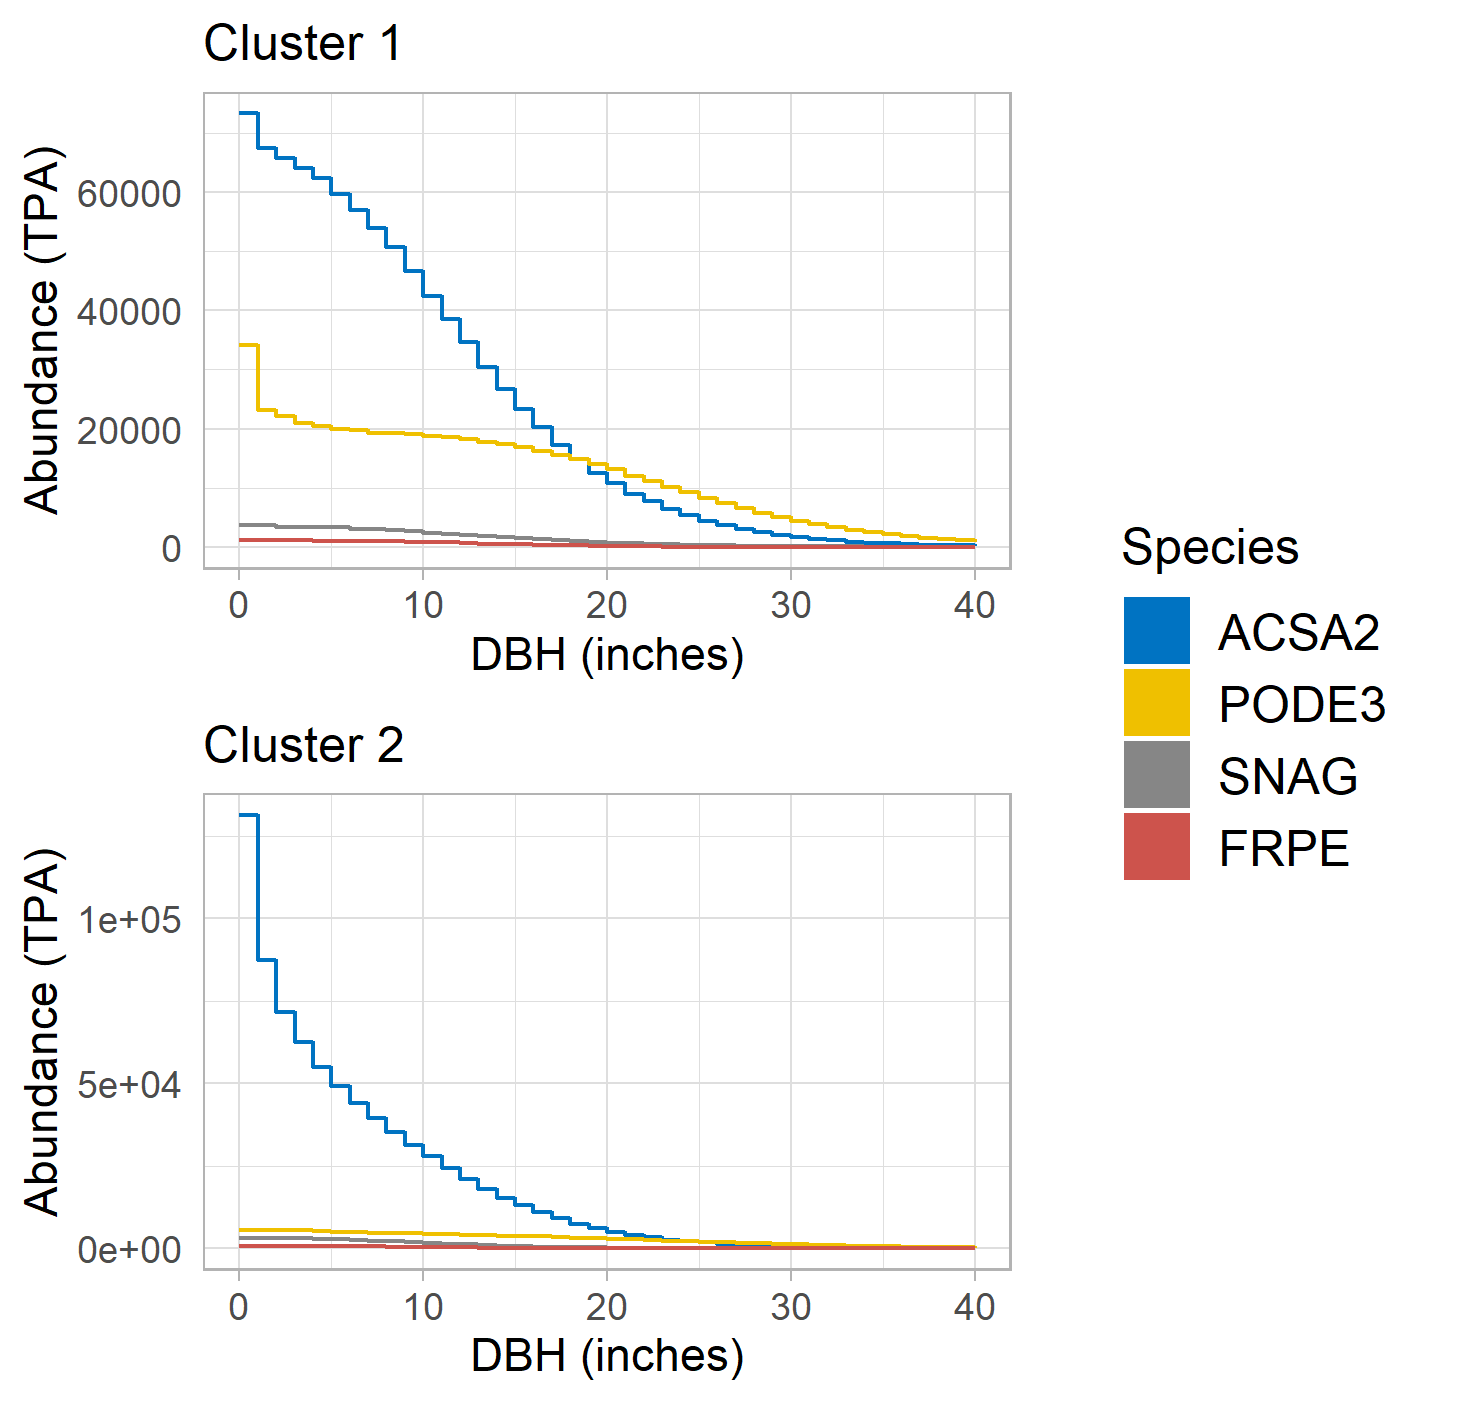 Cluster 1
Abundance (TPA)
60000
40000
20000
0
0 10 20 30 40
DBH (inches)
Species
ACSA2
PODE3
SNAG
FRPE
Cluster 2
Abundance (TPA)
1e+05
5e+04
0e+00
0 10 20 30 40
DBH (inches)